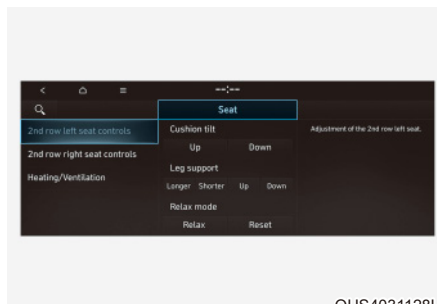 --:--
Seat
2nd row left seat controls
2nd row right seat controls
Heating/Ventilation
Cushion tilt
Up Down
Leg support
Longer Shorter Up Down
Relax mode
Relax Reset
Adjustment of the 2nd row left seat.